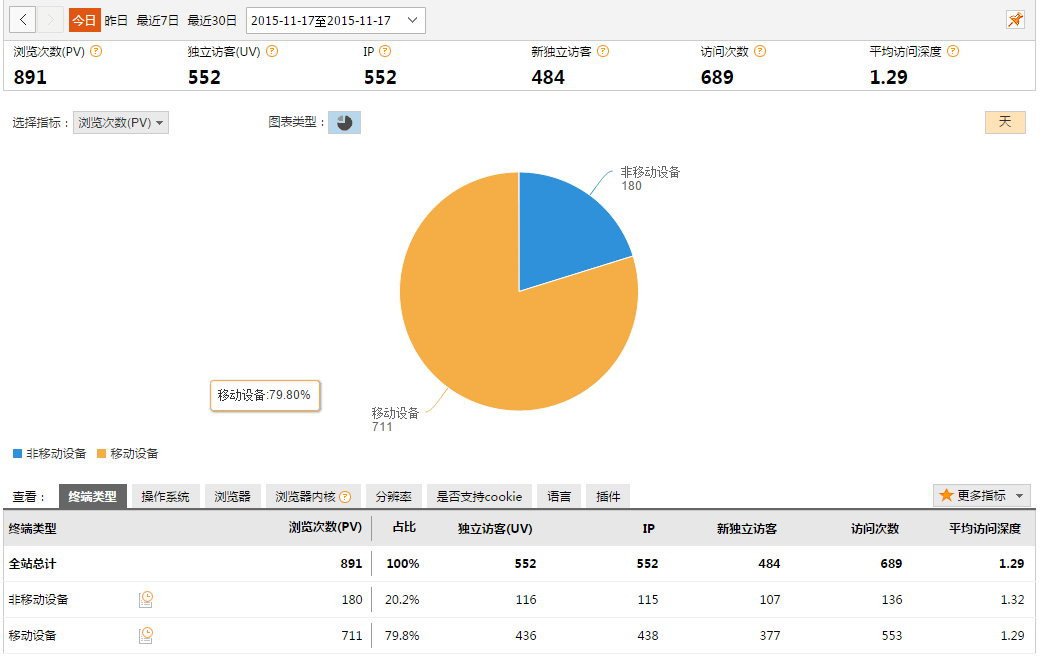 今日 昨日 最近7日 最近30日 2015-11-17至2015-11-17
浏览次数(PV) ? 独立访客(UV) ? IP ? 新独立访客 ? 访问次数 ? 平均访问深度 ?
891 552 552 484 689 1.29
选择指标： 浏览次数(PV) 图表类型： 天
非移动设备
180
移动设备:79.80%
移动设备
711
非移动设备 移动设备
查看： 终端类型 操作系统 浏览器 浏览器内核 ? 分辨率 是否支持cookie 语言 插件 更多指标
终端类型 浏览次数(PV) 占比 独立访客(UV) IP 新独立访客 访问次数 平均访问深度
全站总计 891 100% 552 552 484 689 1.29
非移动设备 180 20.2% 116 115 107 136 1.32
移动设备 711 79.8% 436 438 377 553 1.29